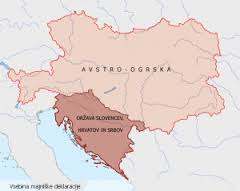 AVSTRO-OGRSKA
DRŽAVA SLOVENCEV,
HRVATOV IN SRBOV
Vsebina majniške deklaracije